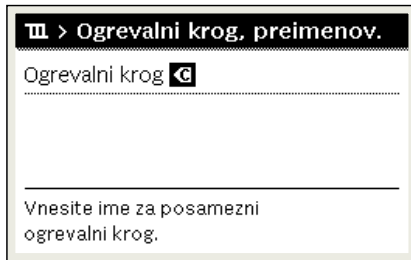 > Ogrevalni krog, preimenov.
Ogrevalni krog C
Vnesite ime za posamezni
ogrevalni krog.